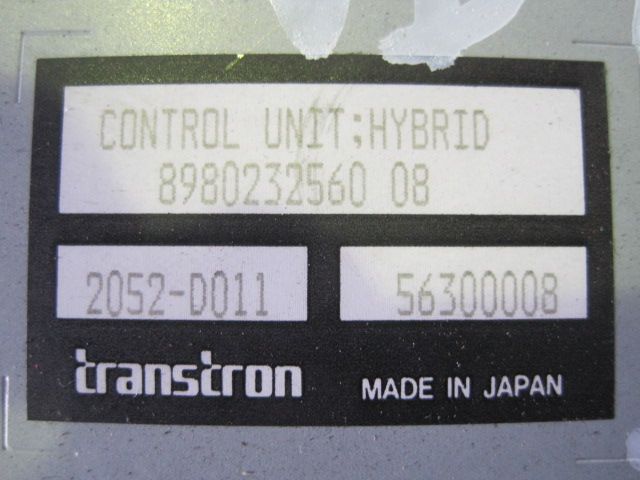 CONTROL UNIT;HYBRID
8980232560 08
2052-D011
56300008
transtron
MADE IN JAPAN